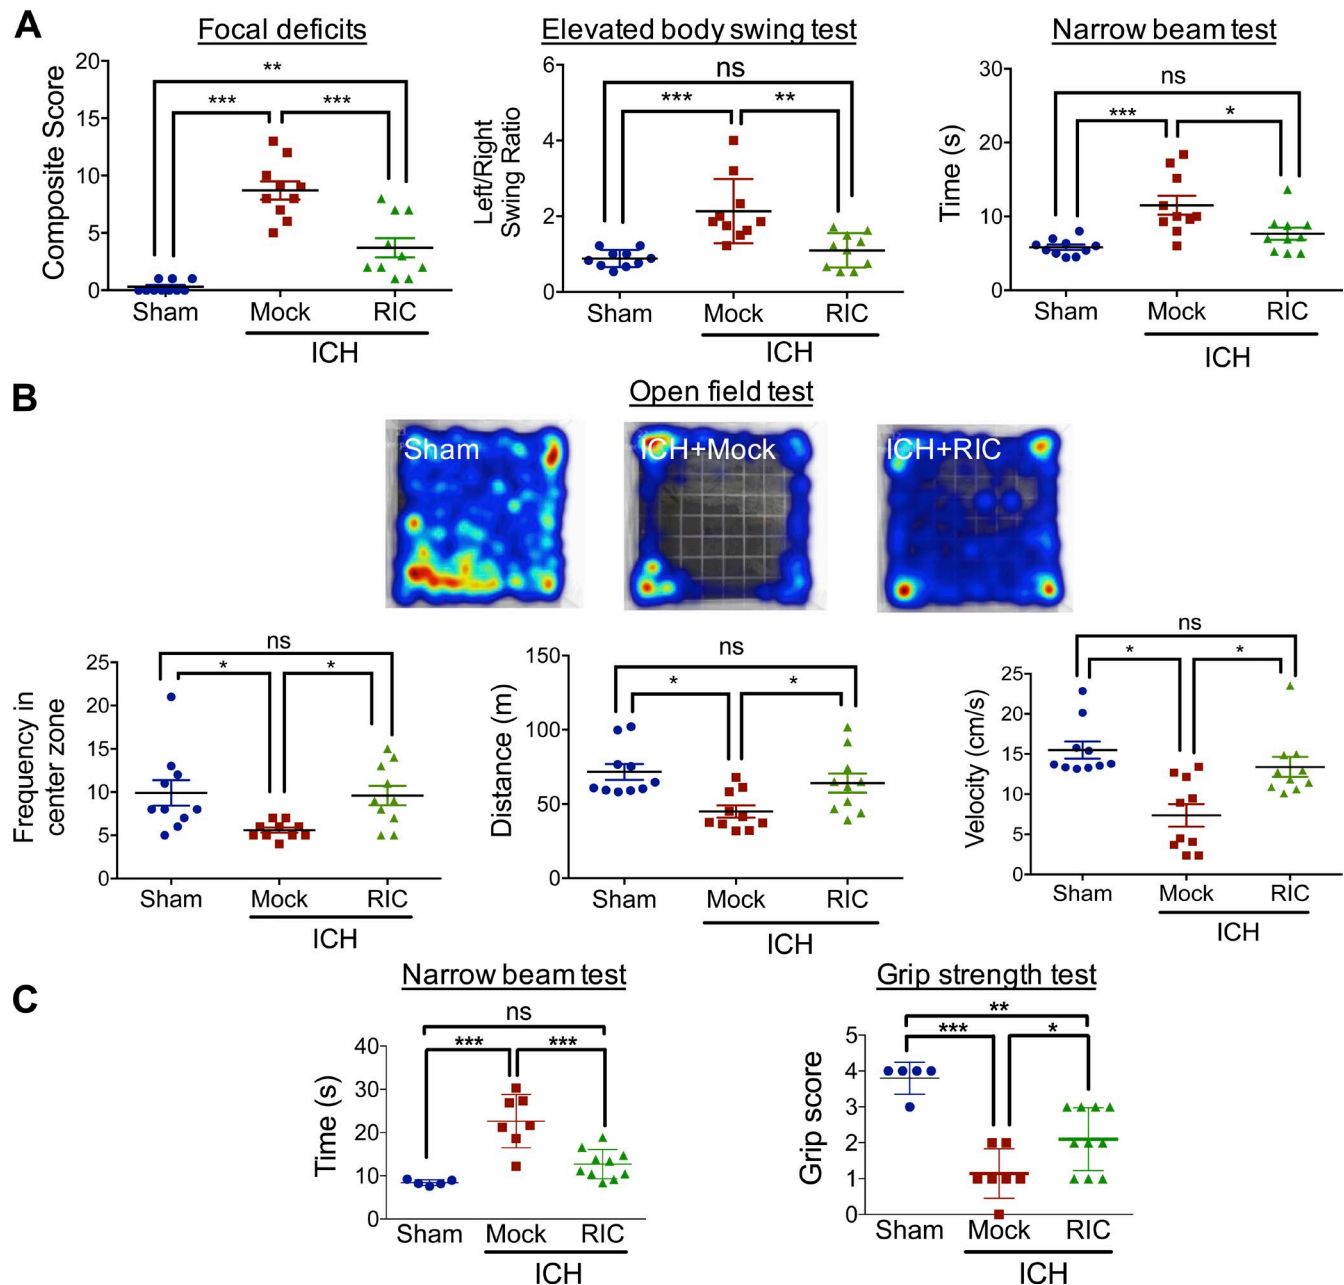 A
Focal deficits
Elevated body swing test
Narrow beam test
Composite Score
20
15
10
5
0
**
***
***
Sham
Mock
RIC
ICH
Left/Right
Swing Ratio
6
4
2
0
ns
***
**
Sham
Mock
RIC
ICH
Time (s)
30
20
10
0
ns
***
*
Sham
Mock
RIC
ICH
B
Open field test
Sham
ICH+Mock
ICH+RIC
Frequency in
center zone
25
20
15
10
5
0
ns
*
*
Sham
Mock
RIC
ICH
Distance (m)
150
100
50
0
ns
*
*
Sham
Mock
RIC
ICH
Velocity (cm/s)
25
20
15
10
5
0
ns
*
*
Sham
Mock
RIC
ICH
C
Narrow beam test
Grip strength test
Time (s)
40
30
20
10
0
ns
***
***
Sham
Mock
RIC
ICH
Grip score
5
4
3
2
1
0
**
***
*
Sham
Mock
RIC
ICH